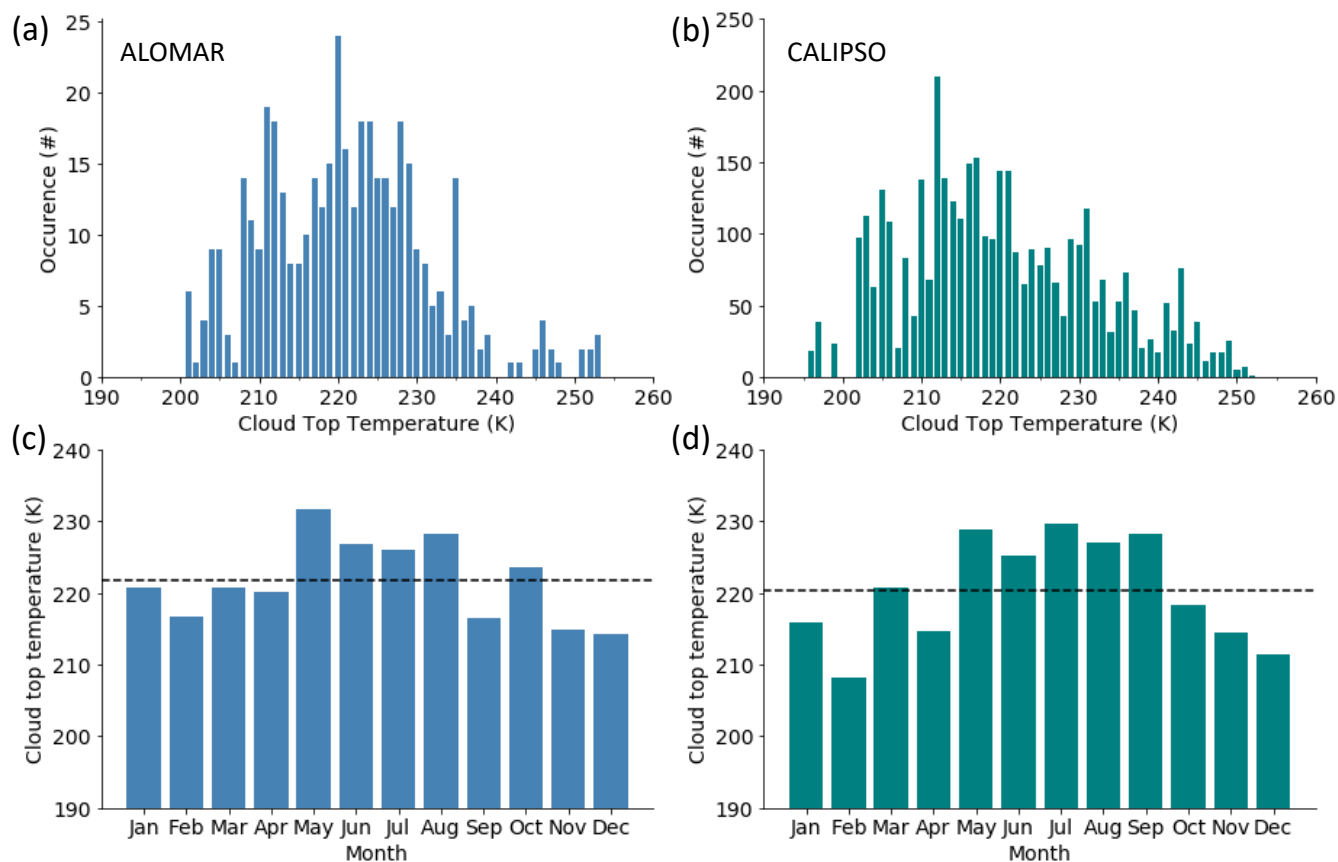 (a)
ALOMAR
25
20
15
10
5
0
Occurence (#)
190 200 210 220 230 240 250 260
Cloud Top Temperature (K)
(b)
CALIPSO
250
200
150
100
50
0
Occurence (#)
190 200 210 220 230 240 250 260
Cloud Top Temperature (K)
(c)
240
230
220
210
200
190
Cloud top temperature (K)
Jan Feb Mar Apr May Jun Jul Aug Sep Oct Nov Dec
Month
(d)
240
230
220
210
200
190
Cloud top temperature (K)
Jan Feb Mar Apr May Jun Jul Aug Sep Oct Nov Dec
Month